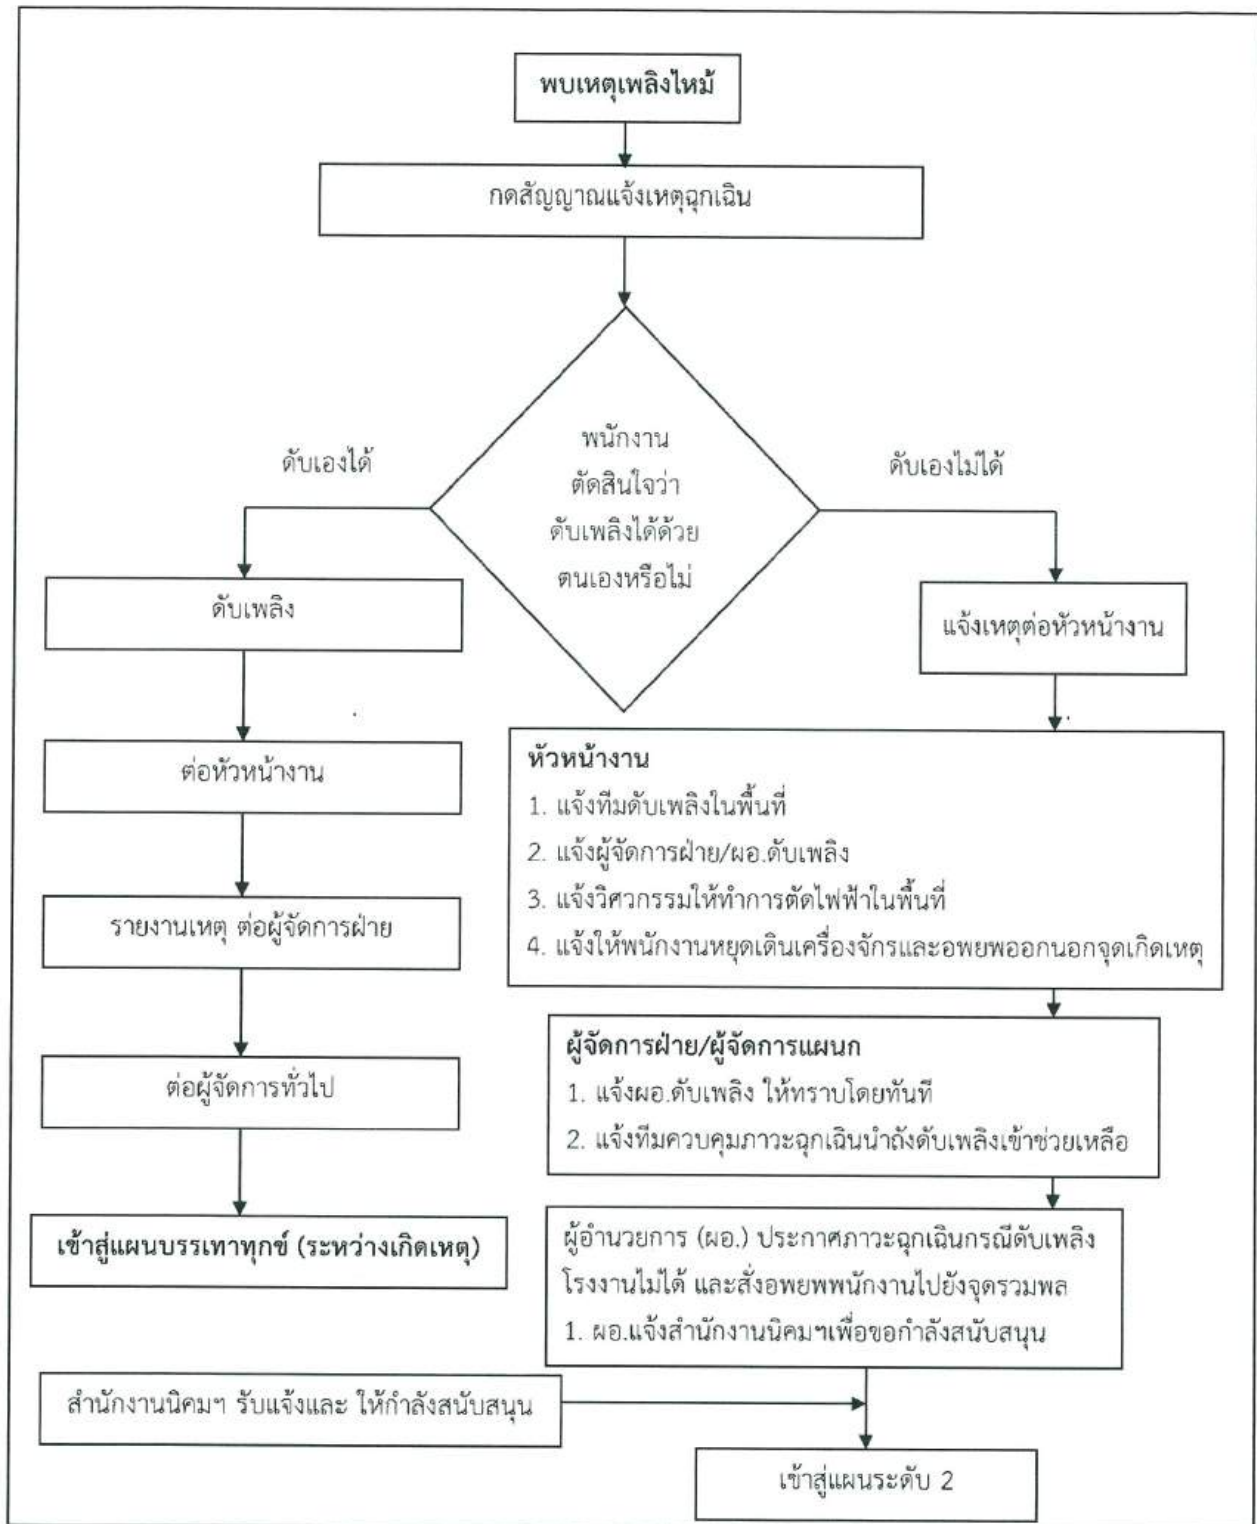 พบเหตุเพลิงไหม้
กดสัญญาณแจ้งเหตุฉุกเฉิน
พนักงาน
ตัดสินใจว่า
ดับเพลิงได้ด้วย
ตนเองหรือไม่
ดับเองได้
ดับเองไม่ได้
ดับเพลิง
ต่อหัวหน้างาน
รายงานเหตุ ต่อผู้จัดการฝ่าย
ต่อผู้จัดการทั่วไป
เข้าสู่แผนบรรเทาทุกข์ (ระหว่างเกิดเหตุ)
แจ้งเหตุต่อหัวหน้างาน
หัวหน้างาน
1. แจ้งทีมดับเพลิงในพื้นที่
2. แจ้งผู้จัดการฝ่าย/ผอ.ดับเพลิง
3. แจ้งวิศวกรรมให้ทำการตัดไฟฟ้าในพื้นที่
4. แจ้งให้พนักงานหยุดเดินเครื่องจักรและอพยพออกนอกจุดเกิดเหตุ
ผู้จัดการฝ่าย/ผู้จัดการแผนก
1. แจ้งผอ.ดับเพลิง ให้ทราบโดยทันที
2. แจ้งทีมควบคุมภาวะฉุกเฉินนำถังดับเพลิงเข้าช่วยเหลือ
ผู้อำนวยการ (ผอ.) ประกาศภาวะฉุกเฉินกรณีดับเพลิง
โรงงานไม่ได้ และสั่งอพยพพนักงานไปยังจุดรวมพล
1. ผอ.แจ้งสำนักงานนิคมฯเพื่อขอกำลังสนับสนุน
สำนักงานนิคมฯ รับแจ้งและ ให้กำลังสนับสนุน
เข้าสู่แผนระดับ 2